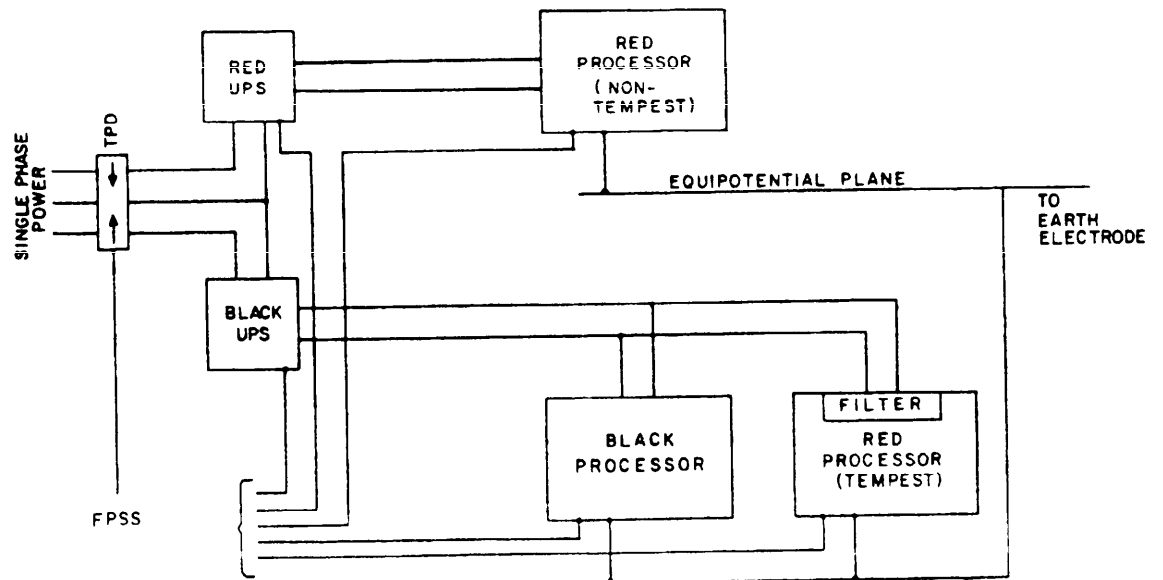 RED
UPS
RED
PROCESSOR
(NON-
TEMPEST)
TPD
SINGLE PHASE
POWER
EQUIPOTENTIAL PLANE
TO
EARTH
ELECTRODE
BLACK
UPS
FILTER
BLACK
PROCESSOR
RED
PROCESSOR
(TEMPEST)
FPSS